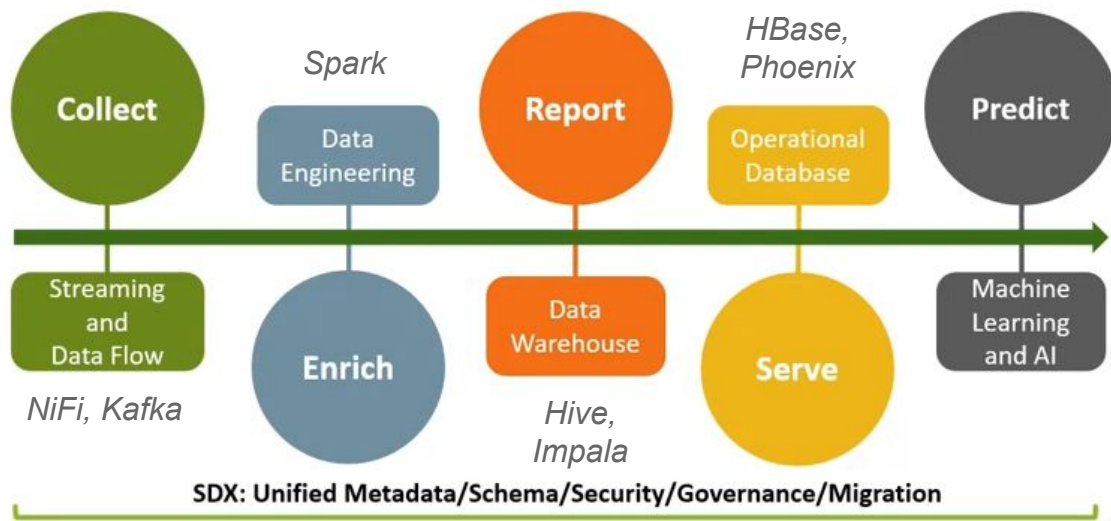 Collect
Streaming
and
Data Flow
NiFi, Kafka
Spark
Data
Engineering
Enrich
Report
Data
Warehouse
Hive,
Impala
HBase,
Phoenix
Operational
Database
Serve
Predict
Machine
Learning
and AI
SDX: Unified Metadata/Schema/Security/Governance/Migration